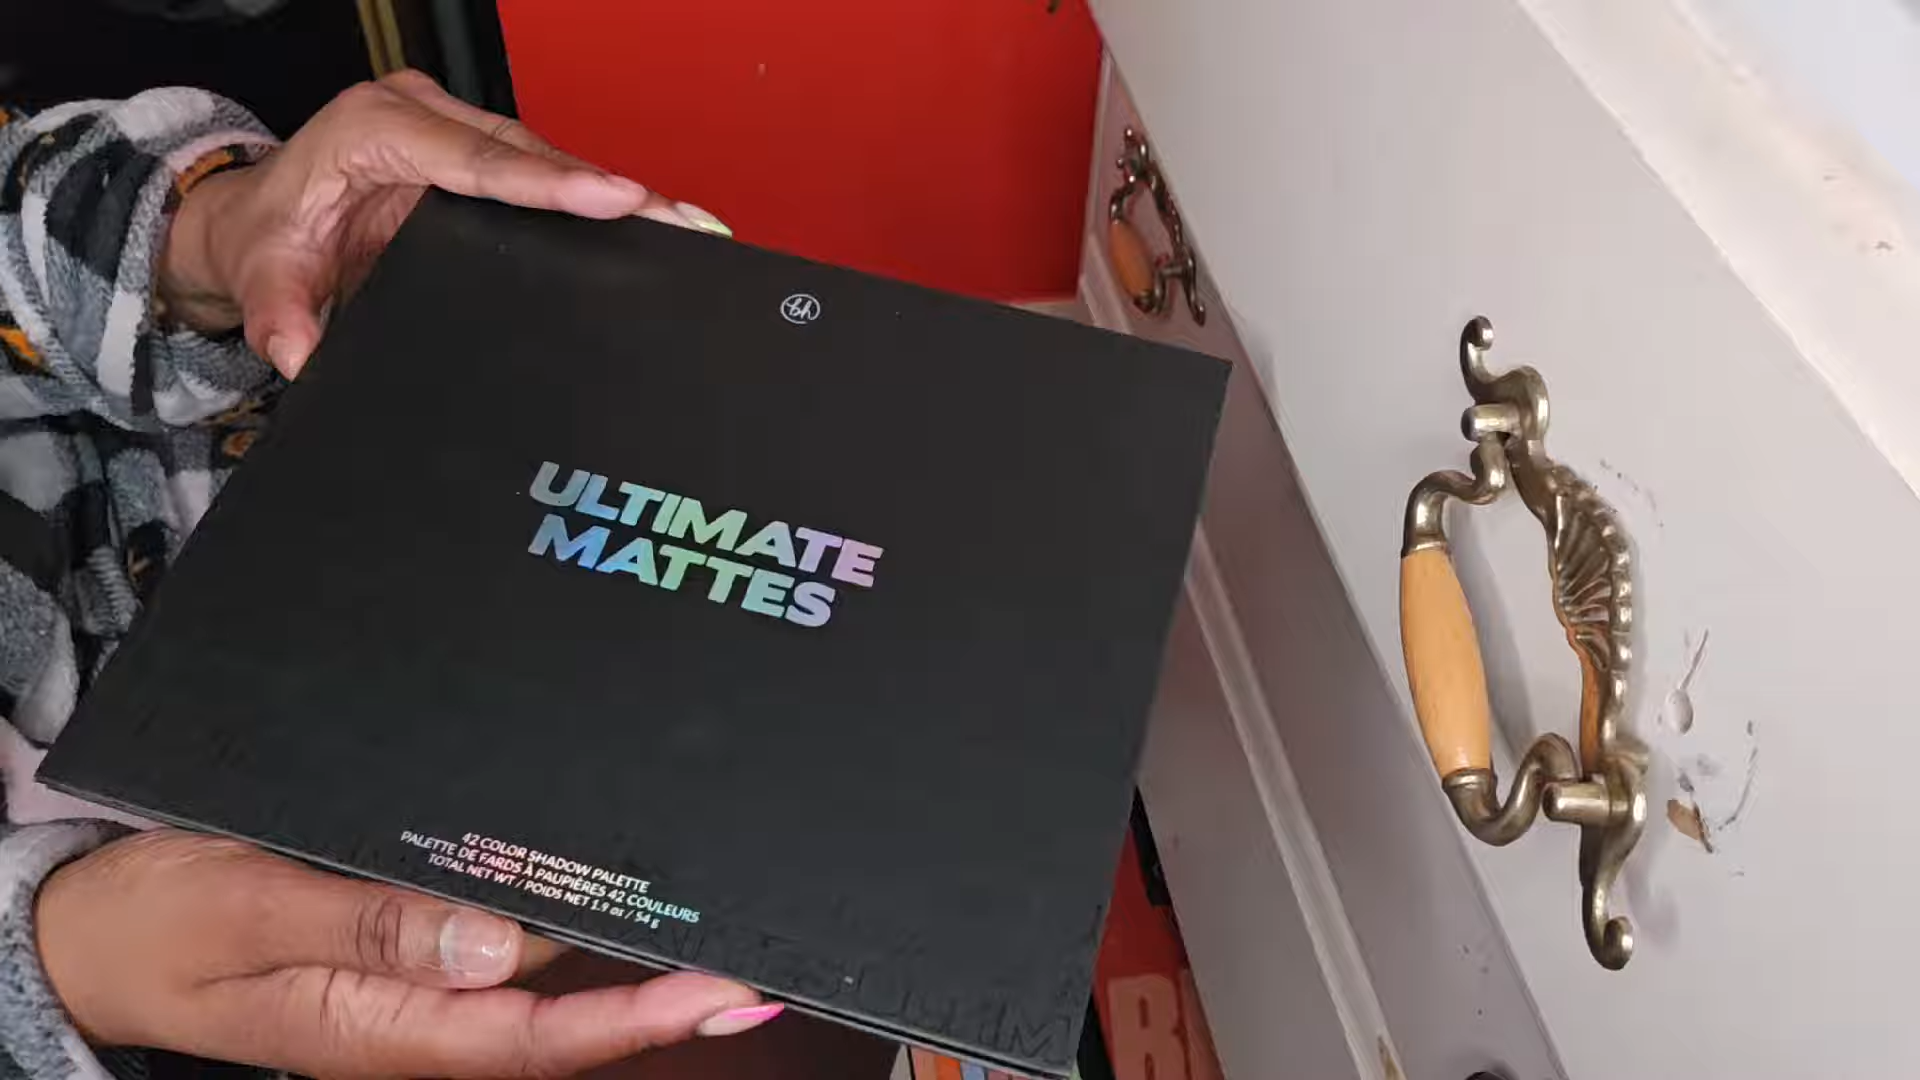 bh
ULTIMATE
MATTES
42 COLOR SHADOW PALETTE
PALETTE DE FARDS À PAUPIÈRES 42 COULEURS
TOTAL NET WT / POIDS NET 1.9 oz / 54 g